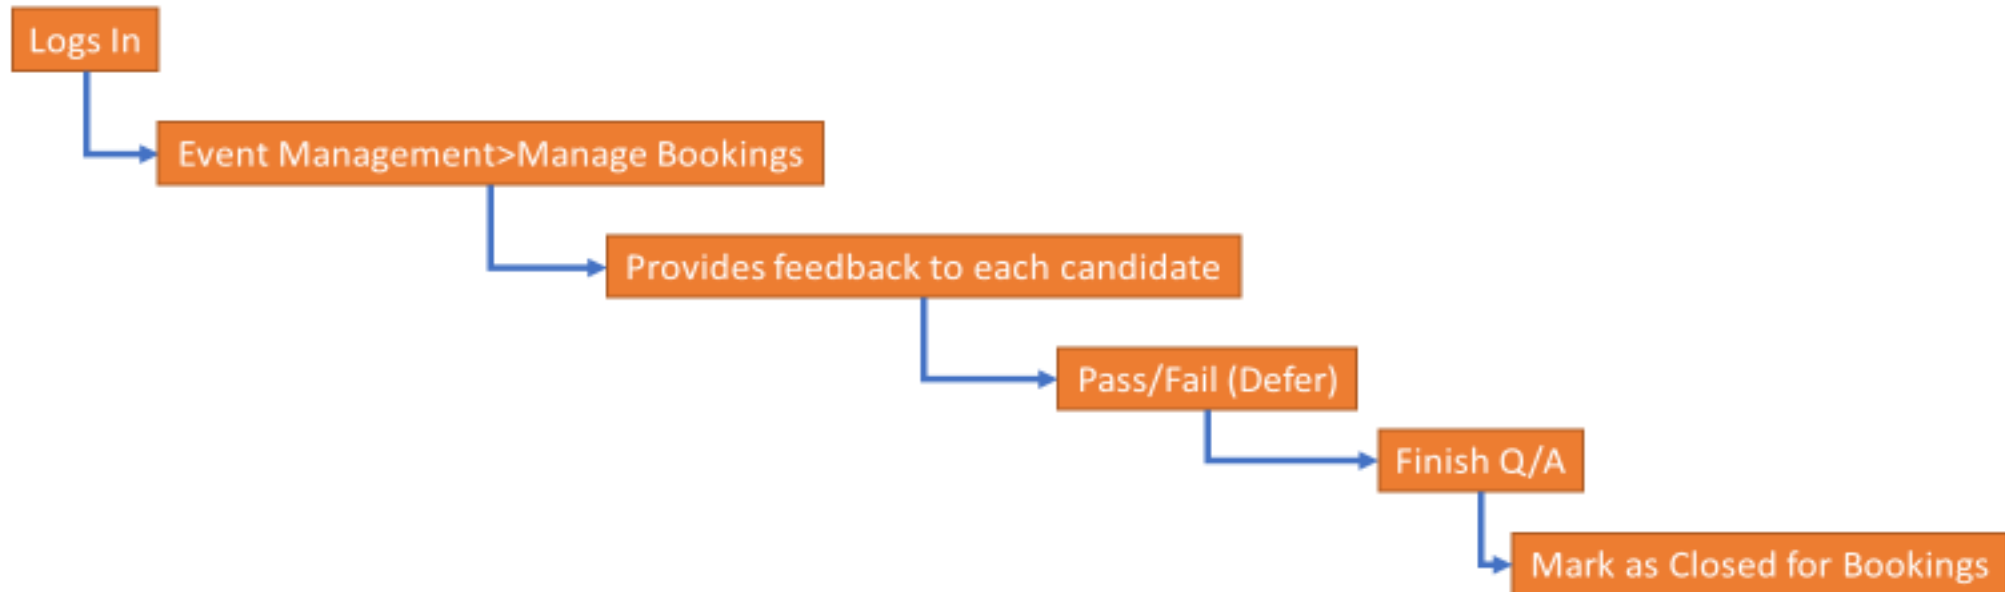 Logs In
Event Management>Manage Bookings
Provides feedback to each candidate
Pass/Fail (Defer)
Finish Q/A
Mark as Closed for Bookings